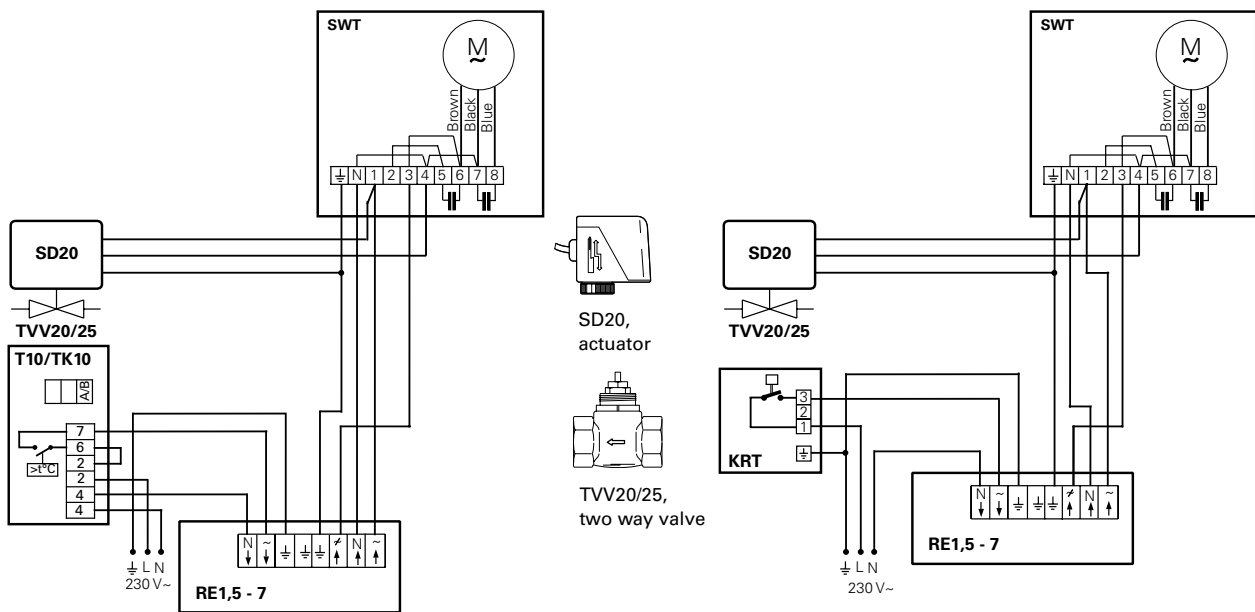 SWT
M
~
Brown
Black
Blue
⏚ N 1 2 3 4 5 6 7 8
SD20
TVV20/25
T10/TK10
A/B
7
6
2
2
4
4
>t°C
⏚ L N
230 V~
N ~ ⏚ ⏚ ⏚ ≁ N ~
RE1,5 - 7
SD20,
actuator
TVV20/25,
two way valve
SWT
M
~
Brown
Black
Blue
⏚ N 1 2 3 4 5 6 7 8
SD20
TVV20/25
3
2
1
⏚
KRT
⏚ L N
230 V~
N ~ ⏚ ⏚ ⏚ ≁ N ~
RE1,5 - 7